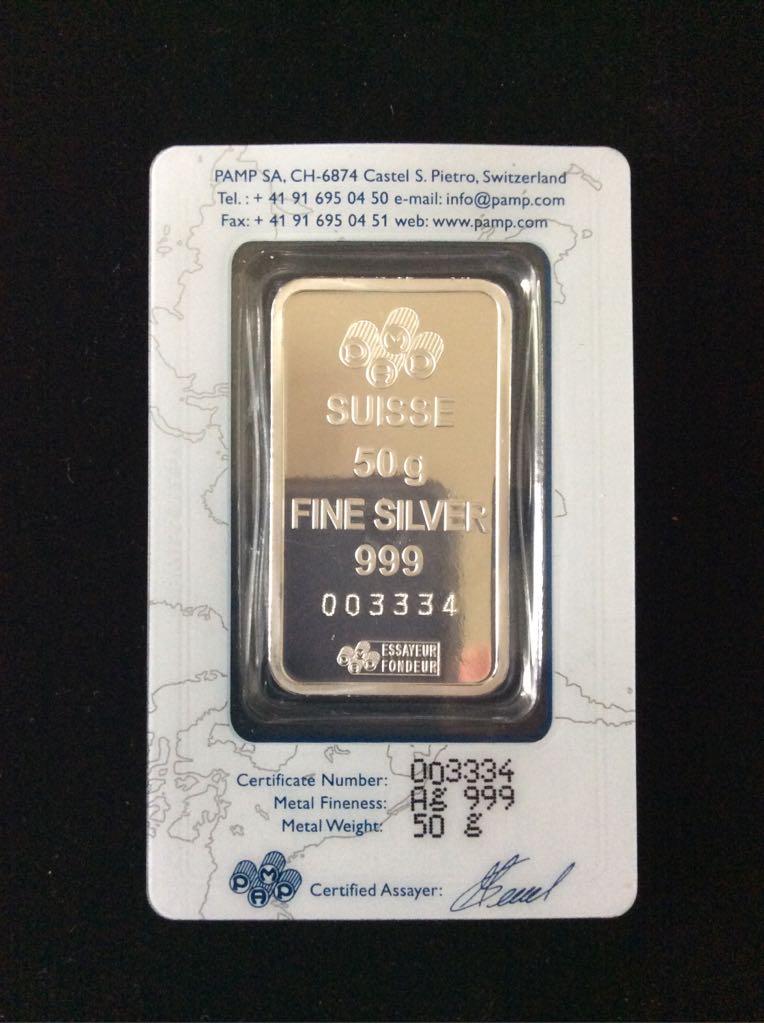 PAMP SA, CH-6874 Castel S. Pietro, Switzerland
Tel. : + 41 91 695 04 50 e-mail: info@pamp.com
Fax: + 41 91 695 04 51 web: www.pamp.com
PAMP
SUISSE
50 g
FINE SILVER
999
003334
PAMP ESSAYEUR
FONDEUR
Certificate Number: 003334
Metal Fineness: Ag 999
Metal Weight: 50 g
PAMP Certified Assayer: